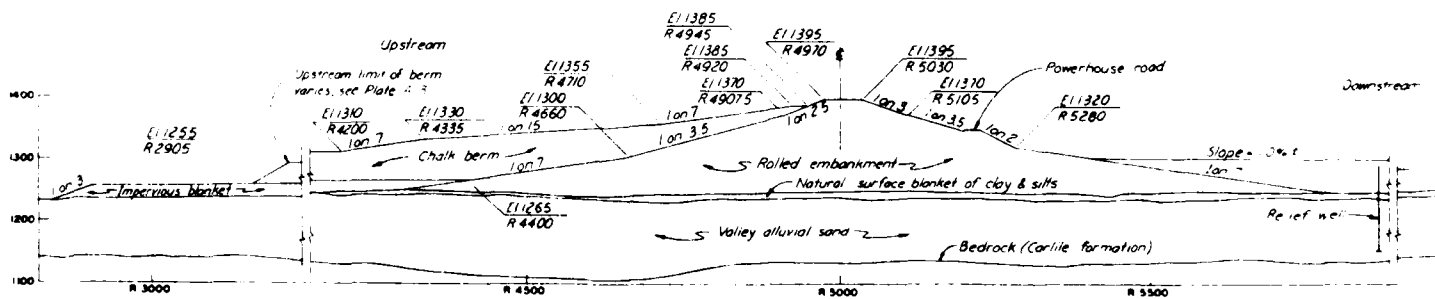 Upstream
Downstream
Upstream limit of berm
varies, see Plate
El 1255
R 2905
El 1310
R 4200
El 1330
R 4335
El 1355
R 4710
El 1300
R 4660
El 1385
R 4945
El 1385
R 4920
El 1370
R 49075
El 1395
R 4970
El 1395
R 5030
El 1370
R 5105
Powerhouse road
El 1320
R 5280
1 on 3
1 on 7
1 on 15
1 on 7
1 on 3.5
1 on 2.5
1 on 3
1 on 3.5
1 on 2
Slope
1 on
Chalk berm
1 on 7
Rolled embankment
Impervious blanket
Natural surface blanket of clay & silts
El 1265
R 4400
Relief well
Valley alluvial sand
Bedrock (Carlile formation)
1400
1300
1200
1100
R 3000
R 4500
R 5000
R 5500